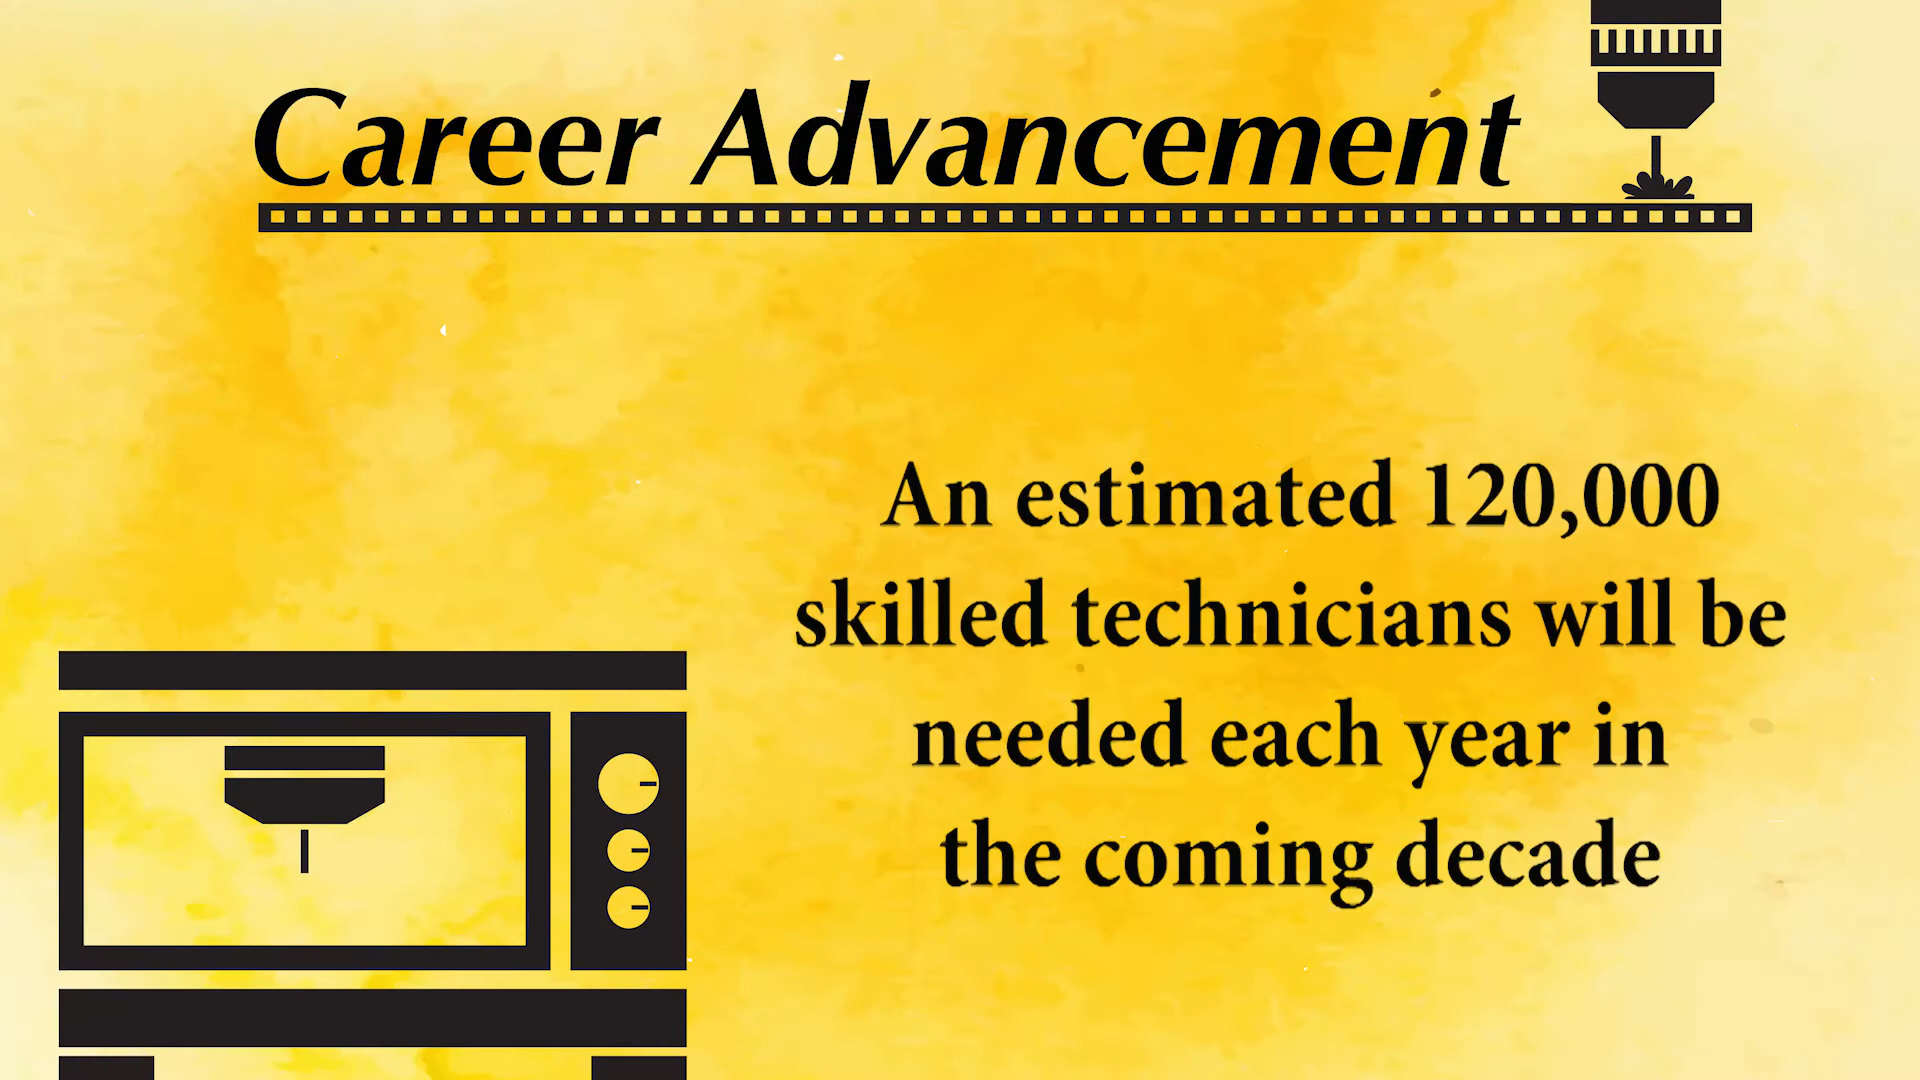 Career Advancement
An estimated 120,000
skilled technicians will be
needed each year in
the coming decade